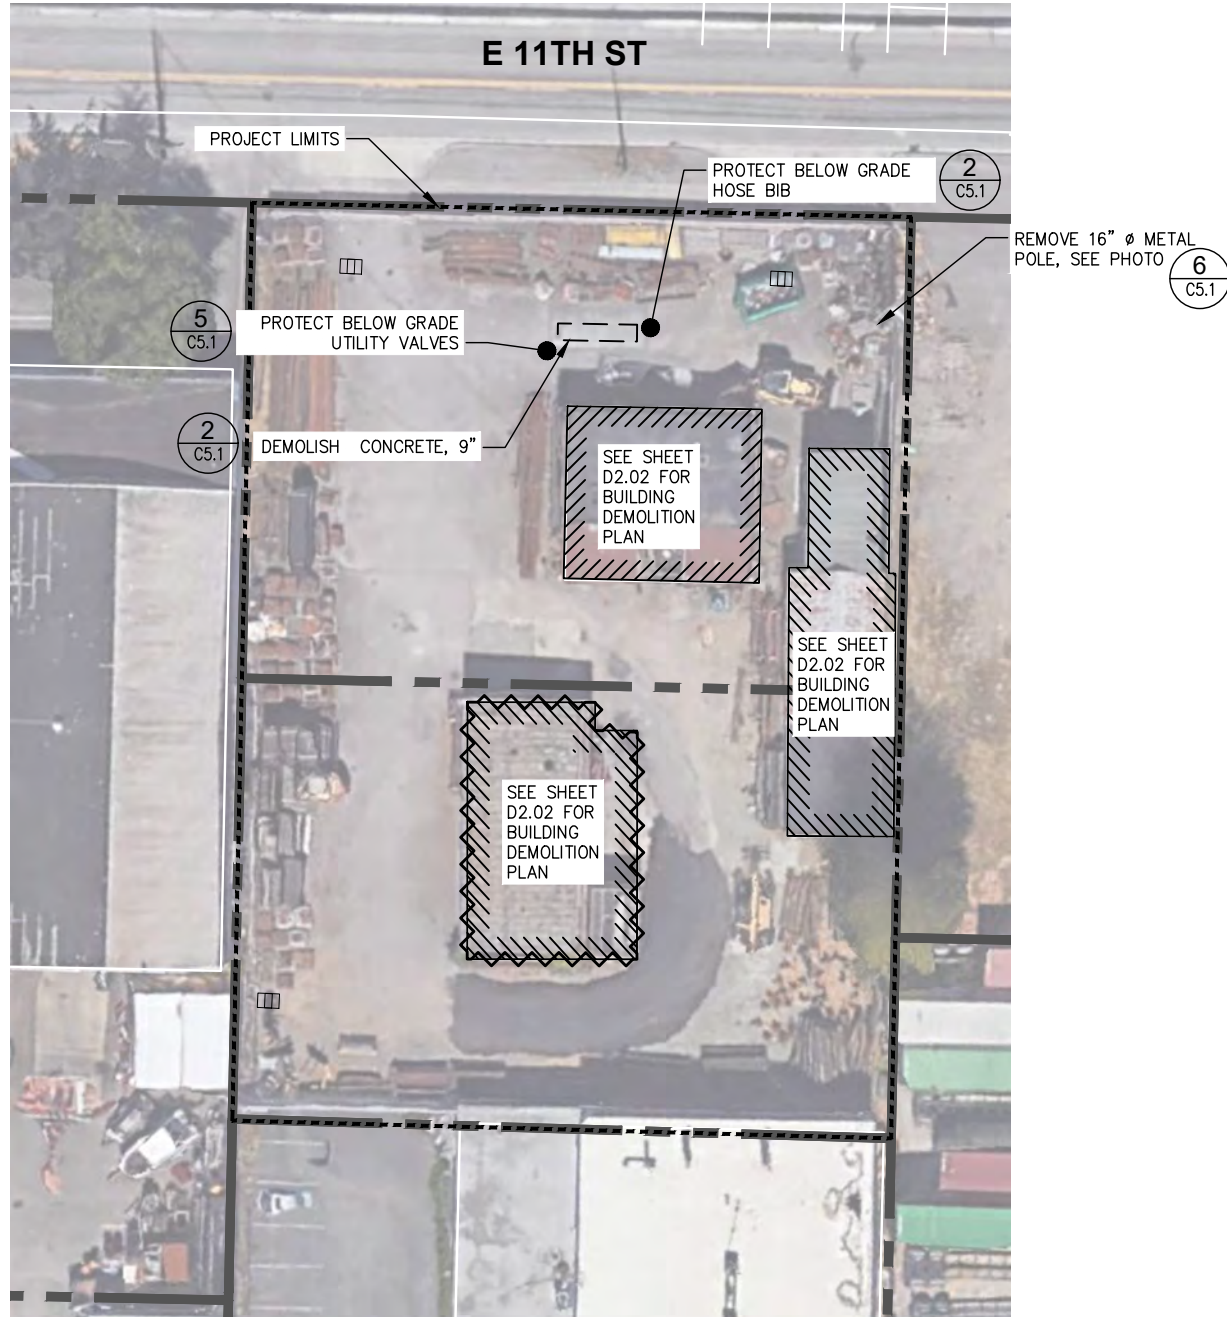 E 11TH ST
PROJECT LIMITS
PROTECT BELOW GRADE
HOSE BIB
2
C5.1
REMOVE 16" ø METAL
POLE, SEE PHOTO
6
C5.1
5
C5.1
PROTECT BELOW GRADE
UTILITY VALVES
2
C5.1
DEMOLISH CONCRETE, 9"
SEE SHEET
D2.02 FOR
BUILDING
DEMOLITION
PLAN
SEE SHEET
D2.02 FOR
BUILDING
DEMOLITION
PLAN
SEE SHEET
D2.02 FOR
BUILDING
DEMOLITION
PLAN